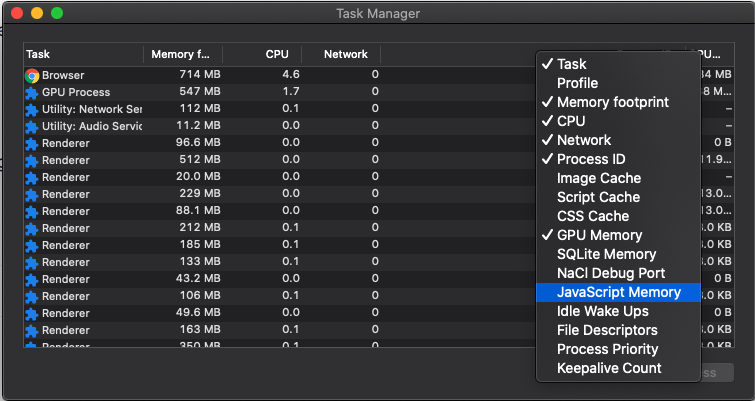 Task Manager
Task Memory f... CPU Network PU...
Browser 714 MB 4.6 0 34 MB
GPU Process 547 MB 1.7 0 8 M...
Utility: Network Ser 112 MB 0.1 0 –
Utility: Audio Servic 11.2 MB 0.0 0 –
Renderer 96.6 MB 0.0 0 0 B
Renderer 512 MB 0.0 0 11.9...
Renderer 20.0 MB 0.0 0 –
Renderer 229 MB 0.0 0 13.0...
Renderer 88.1 MB 0.0 0 13.0...
Renderer 212 MB 0.1 0 .0 KB
Renderer 185 MB 0.1 0 .0 KB
Renderer 133 MB 0.1 0 .0 KB
Renderer 43.2 MB 0.0 0 0 B
Renderer 106 MB 0.1 0 .0 KB
Renderer 49.6 MB 0.0 0 0 B
Renderer 163 MB 0.1 0 .0 KB
Renderer 350 MB 0.1 0 .0 KB
✓ Task
Profile
✓ Memory footprint
✓ CPU
✓ Network
✓ Process ID
Image Cache
Script Cache
CSS Cache
✓ GPU Memory
SQLite Memory
NaCl Debug Port
JavaScript Memory
Idle Wake Ups
File Descriptors
Process Priority
Keepalive Count
ess